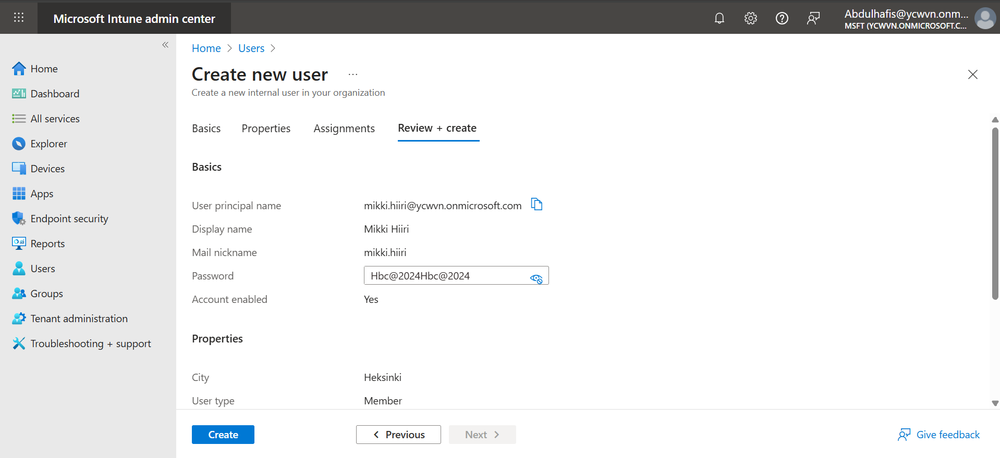 Microsoft Intune admin center
Abdulhafis@ycwvn.onm...
MSFT (YCWVN.ONMICROSOFT.C...
«
Home
Dashboard
All services
Explorer
Devices
Apps
Endpoint security
Reports
Users
Groups
Tenant administration
Troubleshooting + support
Home > Users >
Create new user ...
Create a new internal user in your organization
Basics Properties Assignments Review + create
Basics
User principal name mikki.hiiri@ycwvn.onmicrosoft.com
Display name Mikki Hiiri
Mail nickname mikki.hiiri
Password Hbc@2024Hbc@2024
Account enabled Yes
Properties
City Heksinki
User type Member
Create < Previous Next > Give feedback